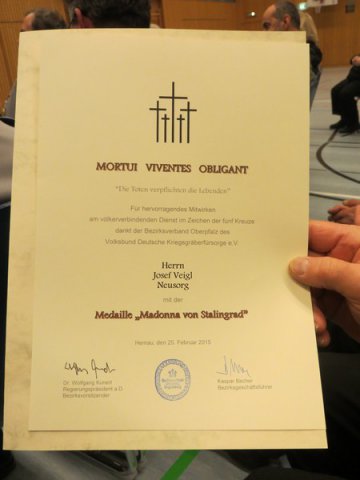 MORTUI VIVENTES OBLIGANT
"Die Toten verpflichten die Lebenden"
Für hervorragendes Mitwirken
am völkerverbindenden Dienst im Zeichen der fünf Kreuze
dankt der Bezirksverband Oberpfalz des
Volksbund Deutsche Kriegsgräberfürsorge e.V.
Herrn
Josef Veigl
Neusorg
mit der
Medaille „Madonna von Stalingrad"
Hemau, den 25. Februar 2015
Dr. Wolfgang Kunert
Regierungspräsident a.D.
Bezirksvorsitzender
Kaspar Becher
Bezirksgeschäftsführer